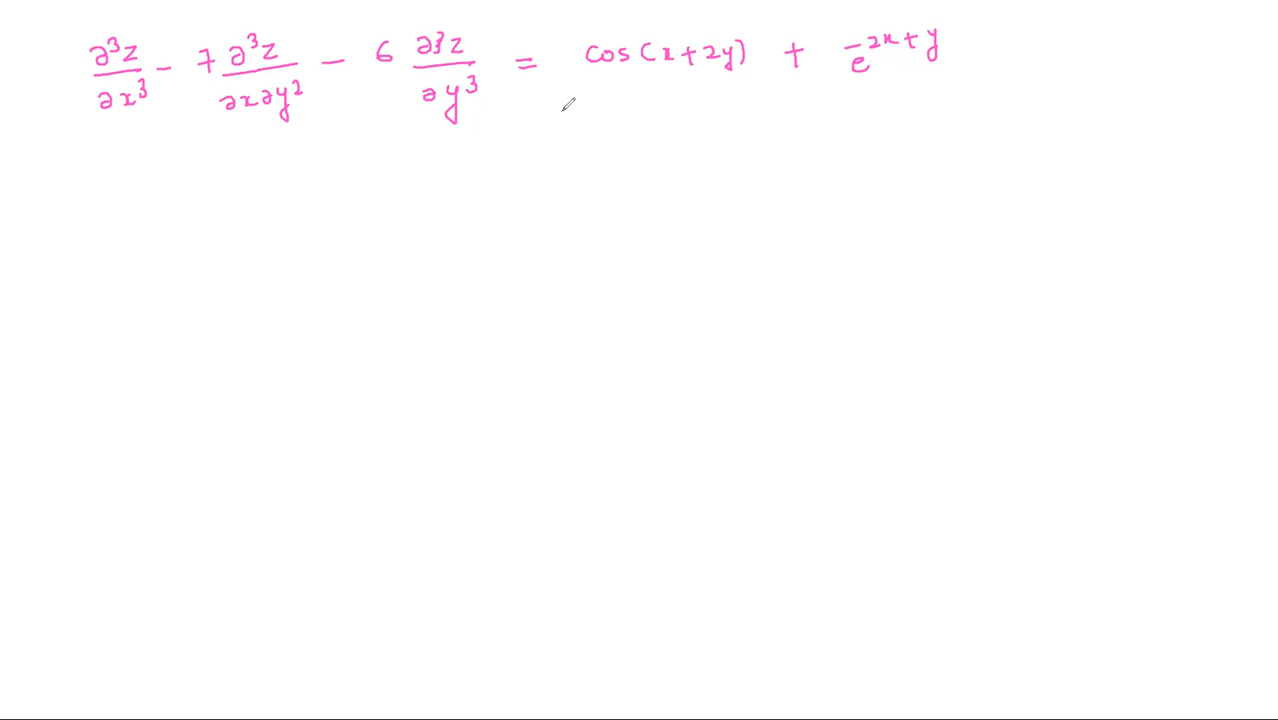 ∂³z/∂x³ − 7 ∂³z/∂x∂y² − 6 ∂³z/∂y³ = cos(x+2y) + e^(−2x+y)